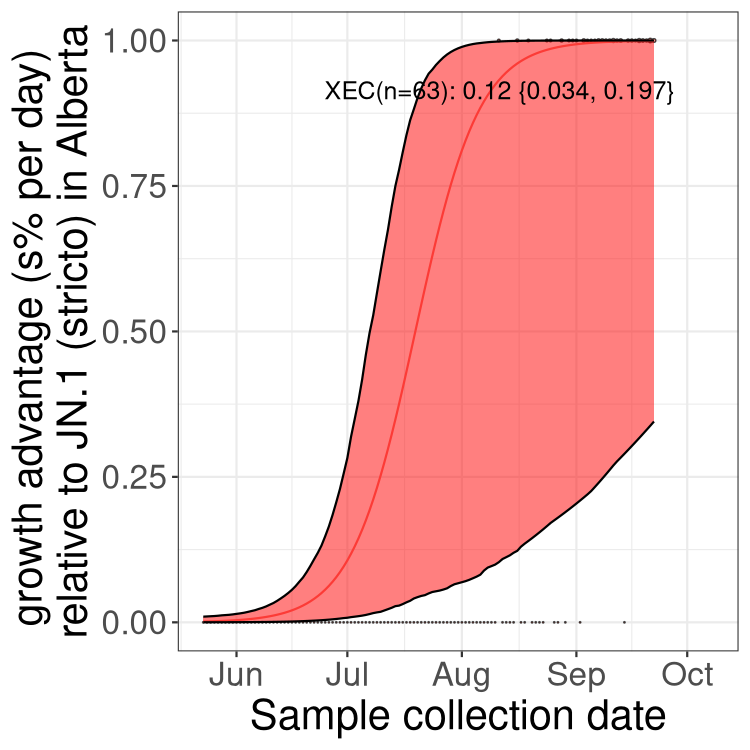 growth advantage (s% per day)
relative to JN.1 (stricto) in Alberta
1.00
0.75
0.50
0.25
0.00
XEC(n=63): 0.12 {0.034, 0.197}
Jun Jul Aug Sep Oct
Sample collection date